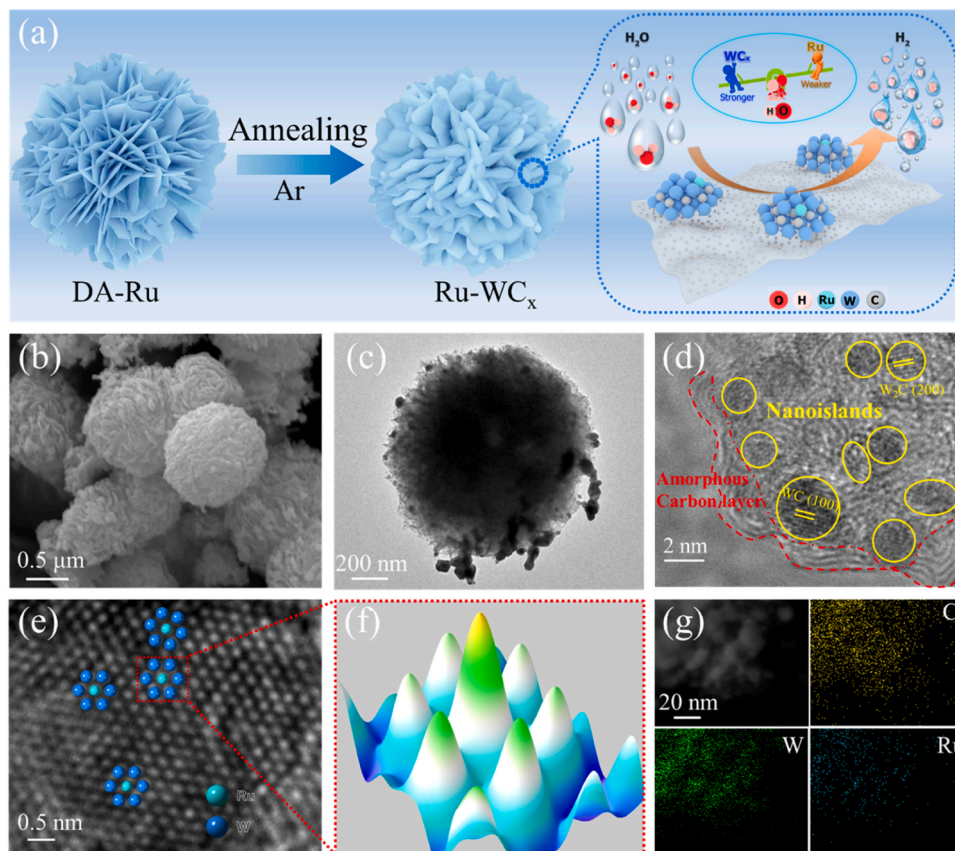 (a)
Annealing
Ar
DA-Ru
Ru-WCx
H2O
H2
WCx
Stronger
Ru
Weaker
H O
O H Ru W C
(b)
0.5 μm
(c)
200 nm
(d)
W2C (200)
Nanoislands
Amorphous
Carbon layer
WC (100)
2 nm
(e)
Ru
W
0.5 nm
(f)
(g)
C
20 nm
W
Ru